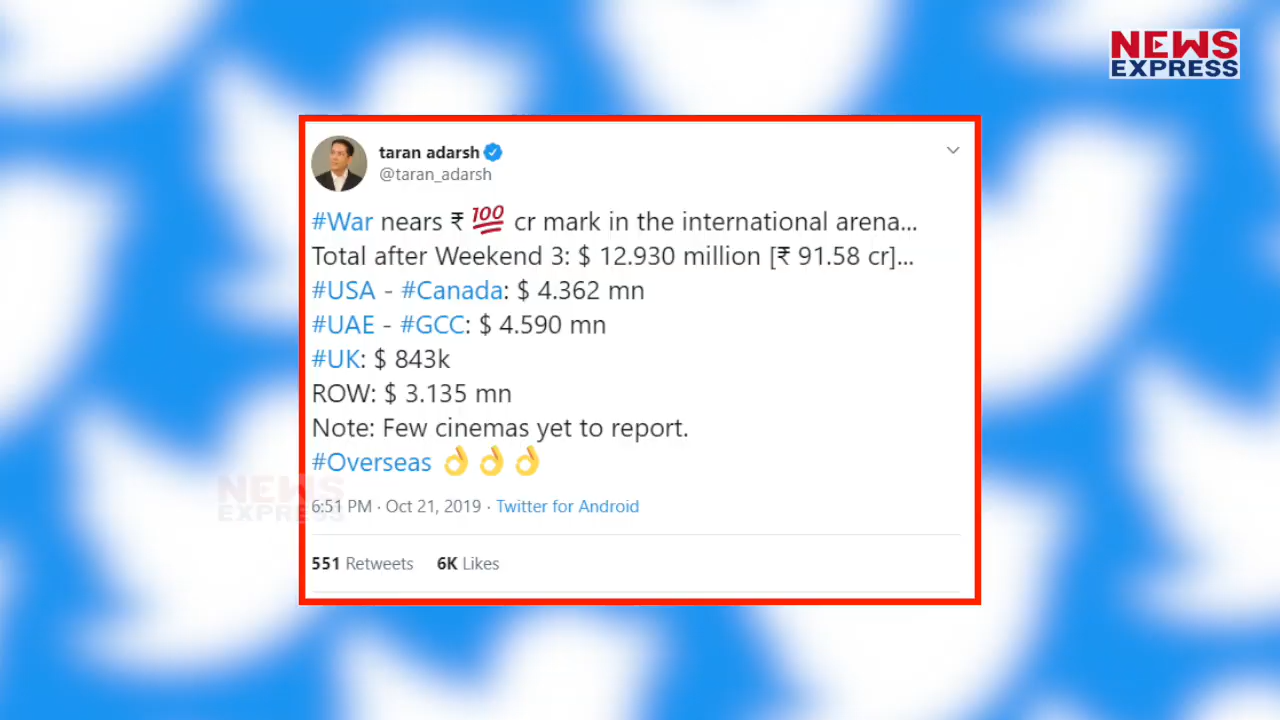 NEWS
EXPRESS
taran adarsh
@taran_adarsh
#War nears ₹ 💯 cr mark in the international arena...
Total after Weekend 3: $ 12.930 million [₹ 91.58 cr]...
#USA - #Canada: $ 4.362 mn
#UAE - #GCC: $ 4.590 mn
#UK: $ 843k
ROW: $ 3.135 mn
Note: Few cinemas yet to report.
#Overseas 👌👌👌
NEWS
EXPRESS
6:51 PM · Oct 21, 2019 · Twitter for Android
551 Retweets 6K Likes